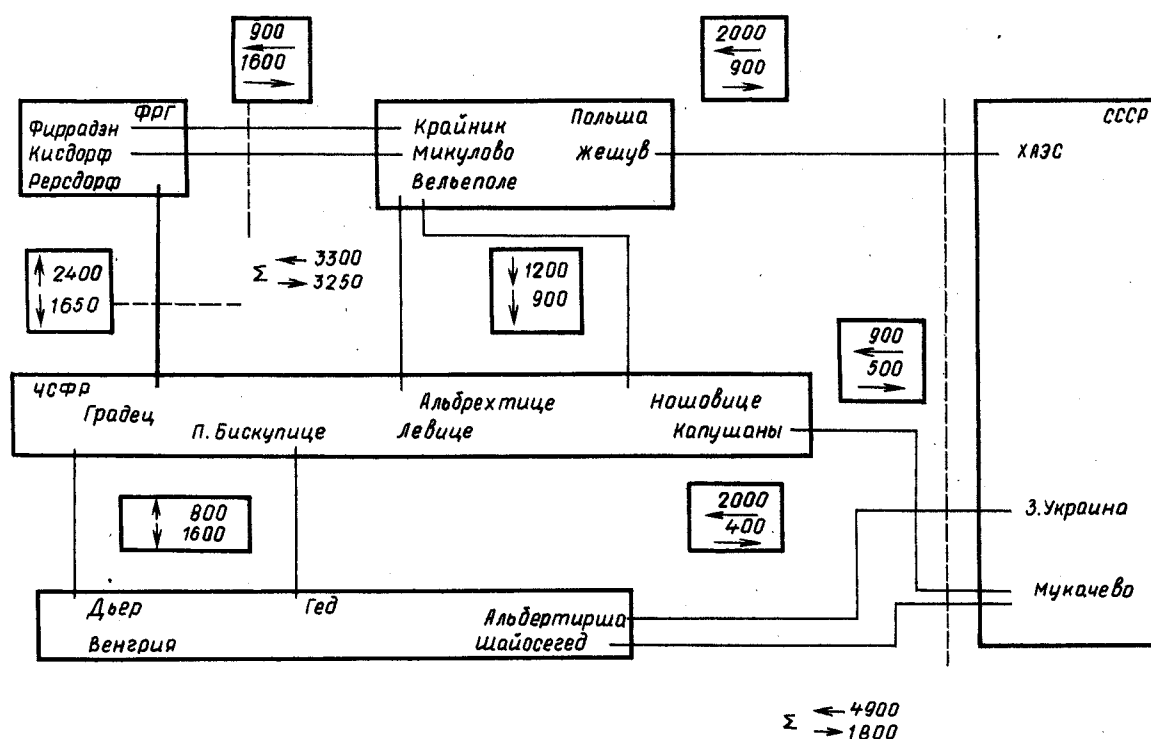 900
1600
2000
900
ФРГ
Фиррадэн
Кисдорф
Рерсдорф
Польша
Крайник
Микулово
Жешув
Вельеполе
СССР
ХАЭС
2400
1650
Σ ← 3300
→ 3250
↓ 1200
↓ 900
900
500
ЧСФР
Градец
П. Бискупице
Альбрехтице
Левице
Ношовице
Капушаны
800
1600
2000
400
З.Украина
Мукачево
Дьер
Гед
Альбертирша
Венгрия
Шайосегед
Σ ← 4900
→ 1800